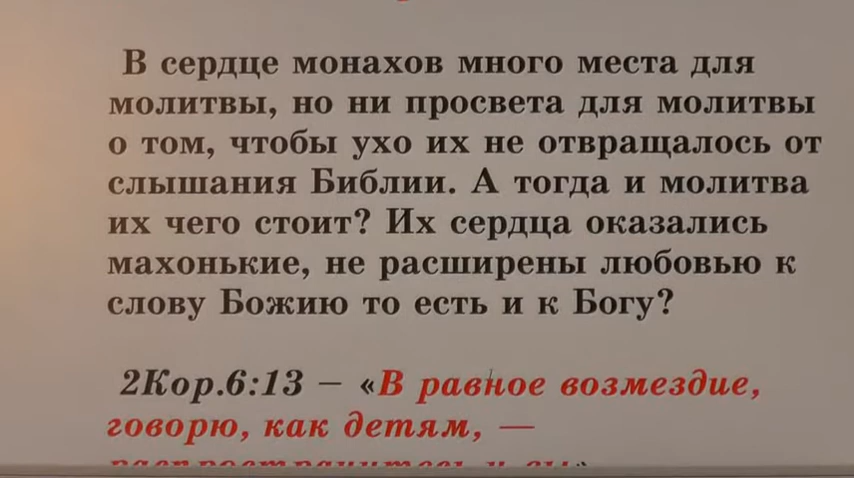 В сердце монахов много места для
молитвы, но ни просвета для молитвы
о том, чтобы ухо их не отвращалось от
слышания Библии. А тогда и молитва
их чего стоит? Их сердца оказались
махонькие, не расширены любовью к
слову Божию то есть и к Богу?
2Кор.6:13 – «В равное возмездие,
говорю, как детям, —